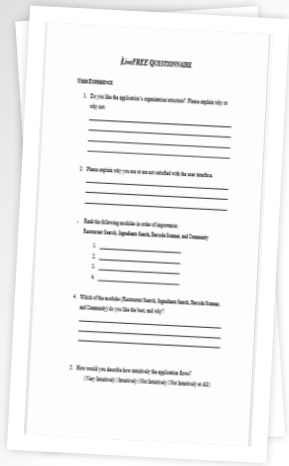 LiveFREE QUESTIONNAIRE
USER EXPERIENCE
1. Do you like the application's organization structure? Please explain why or
why not:
2. Please explain why you are or are not satisfied with the user interface.
Rank the following modules in order of importance:
Restaurant Search, Ingredients Search, Barcode Scanner, and Community
1.
2.
3.
4.
4. Which of the modules (Restaurant Search, Ingredients Search, Barcode Scanner,
and Community) do you like the best, and why?
5. How would you describe how intuitively the application flows?
(Very Intuitively | Intuitively | Not Intuitively | Not Intuitively at All)